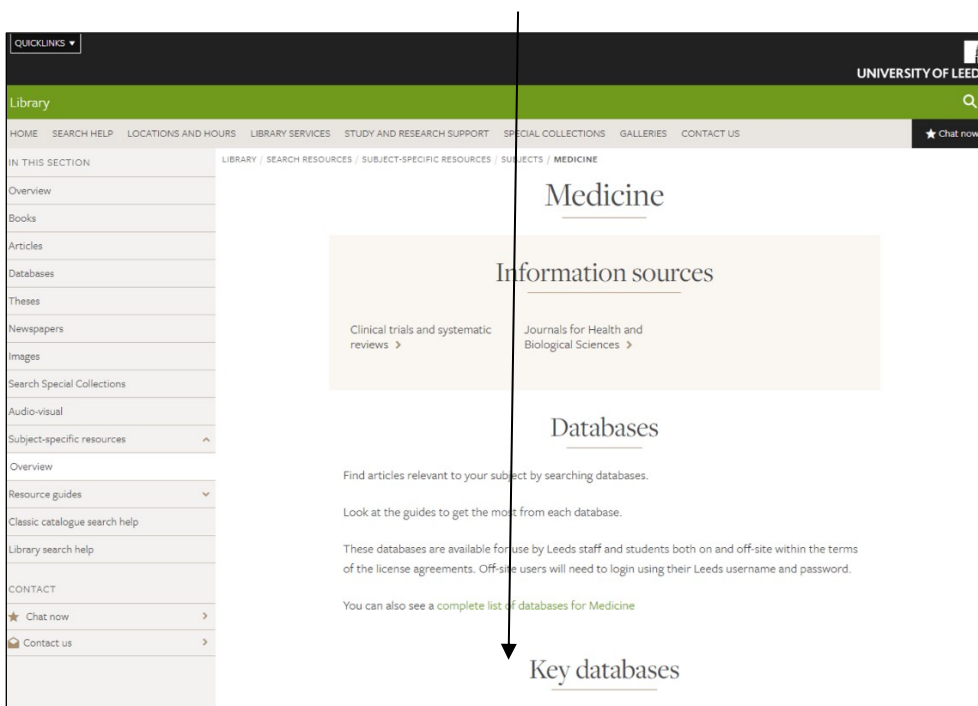 QUICKLINKS ▼
UNIVERSITY OF LEED
Library
HOME SEARCH HELP LOCATIONS AND HOURS LIBRARY SERVICES STUDY AND RESEARCH SUPPORT SPECIAL COLLECTIONS GALLERIES CONTACT US
★ Chat now
IN THIS SECTION
Overview
Books
Articles
Databases
Theses
Newspapers
Images
Search Special Collections
Audio-visual
Subject-specific resources
Overview
Resource guides
Classic catalogue search help
Library search help
CONTACT
★ Chat now >
Contact us >
LIBRARY / SEARCH RESOURCES / SUBJECT-SPECIFIC RESOURCES / SUBJECTS / MEDICINE
Medicine
Information sources
Clinical trials and systematic
reviews >
Journals for Health and
Biological Sciences >
Databases
Find articles relevant to your subject by searching databases.
Look at the guides to get the most from each database.
These databases are available for use by Leeds staff and students both on and off-site within the terms
of the license agreements. Off-site users will need to login using their Leeds username and password.
You can also see a complete list of databases for Medicine
Key databases